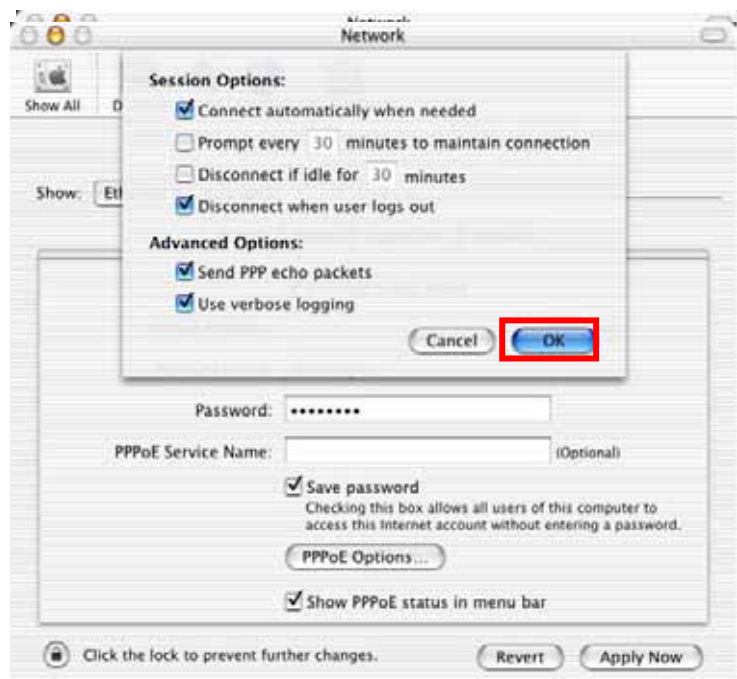 Network
Show All
Session Options:
Connect automatically when needed
Prompt every 30 minutes to maintain connection
Disconnect if idle for 30 minutes
Show:
Disconnect when user logs out
Advanced Options:
Send PPP echo packets
Use verbose logging
Cancel OK
Password: ••••••••
PPPoE Service Name: (Optional)
Save password
Checking this box allows all users of this computer to
access this Internet account without entering a password.
PPPoE Options...
Show PPPoE status in menu bar
Click the lock to prevent further changes. Revert Apply Now